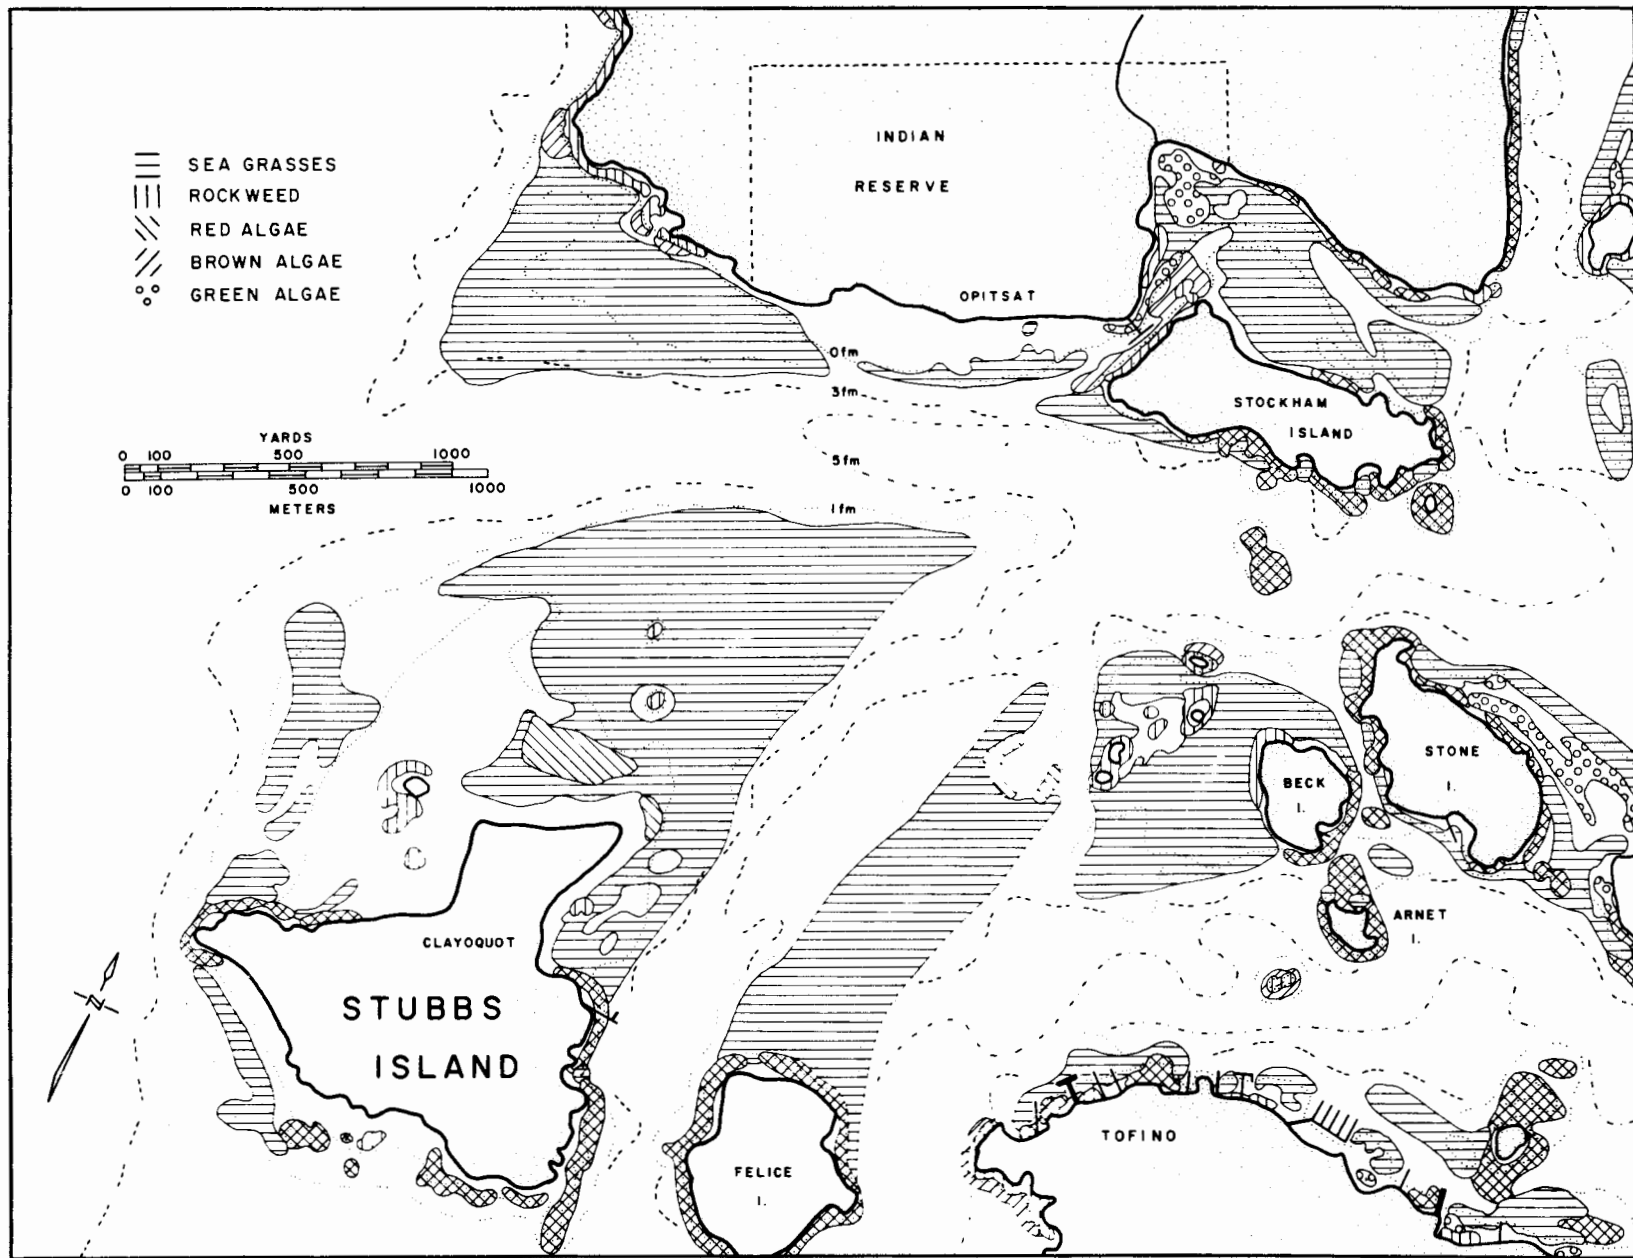 INDIAN
RESERVE
SEA GRASSES
ROCKWEED
RED ALGAE
BROWN ALGAE
GREEN ALGAE
OPITSAT
0fm
3fm
STOCKHAM
ISLAND
YARDS
0 100 500 1000
0 100 500 1000
METERS
5fm
1fm
STONE
I.
BECK
I.
ARNET
I.
CLAYOQUOT
STUBBS
ISLAND
N
TOFINO
FELICE
I.